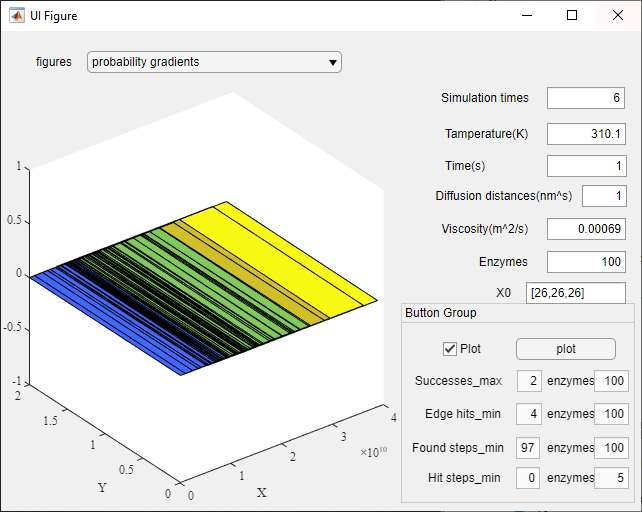 UI Figure
figures probability gradients
Simulation times 6
Tamperature(K) 310.1
Time(s) 1
Diffusion distances(nm^s) 1
Viscosity(m^2/s) 0.00069
Enzymes 100
X0 [26,26,26]
Button Group
Plot plot
Successes_max 2 enzymes 100
Edge hits_min 4 enzymes 100
Found steps_min 97 enzymes 100
Hit steps_min 0 enzymes 5
1
0.5
0
-0.5
-1
2
1.5
1
0.5
0
Y
0
1
2
3
4
×10¹⁰
X